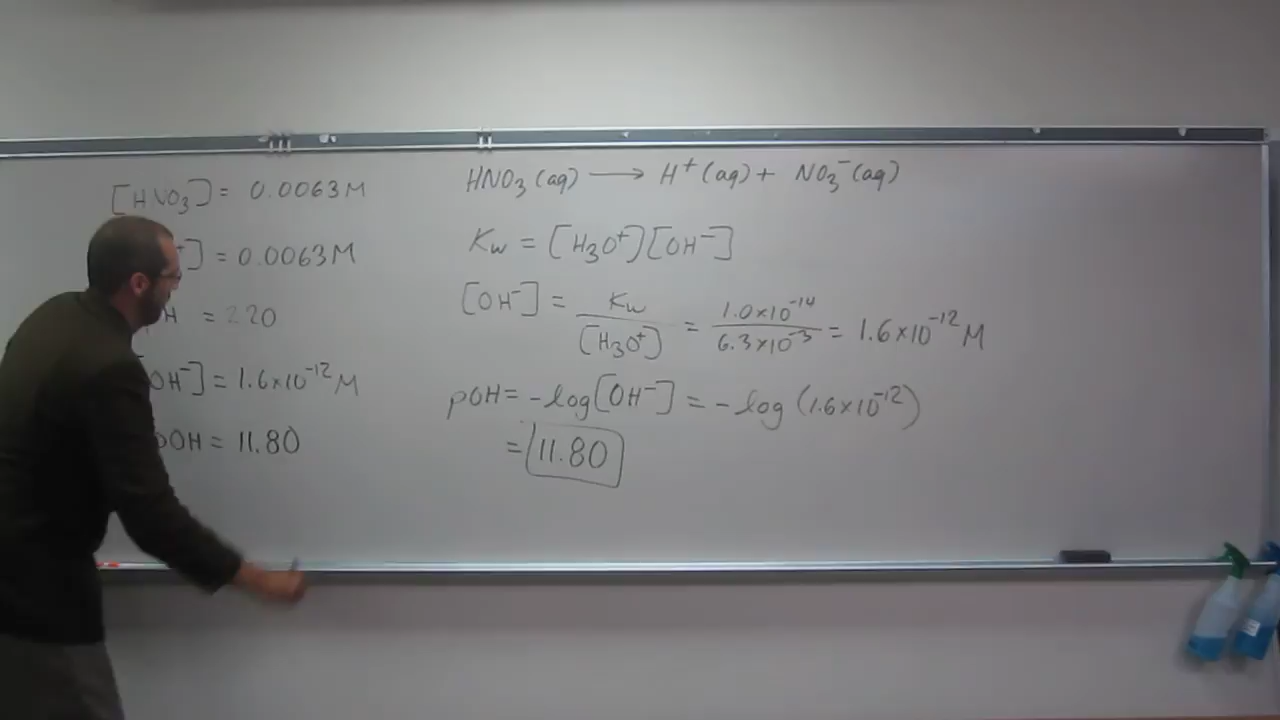 [HNO3] = 0.0063M
+] = 0.0063M
H = 2.20
OH⁻] = 1.6×10⁻¹² M
pOH = 11.80
HNO3 (aq) ⟶ H⁺ (aq) + NO3⁻ (aq)
Kw = [H3O⁺][OH⁻]
[OH⁻] = Kw / [H3O⁺] = 1.0×10⁻¹⁴ / 6.3×10⁻³ = 1.6×10⁻¹² M
pOH = -log[OH⁻] = -log (1.6×10⁻¹²)
= 11.80